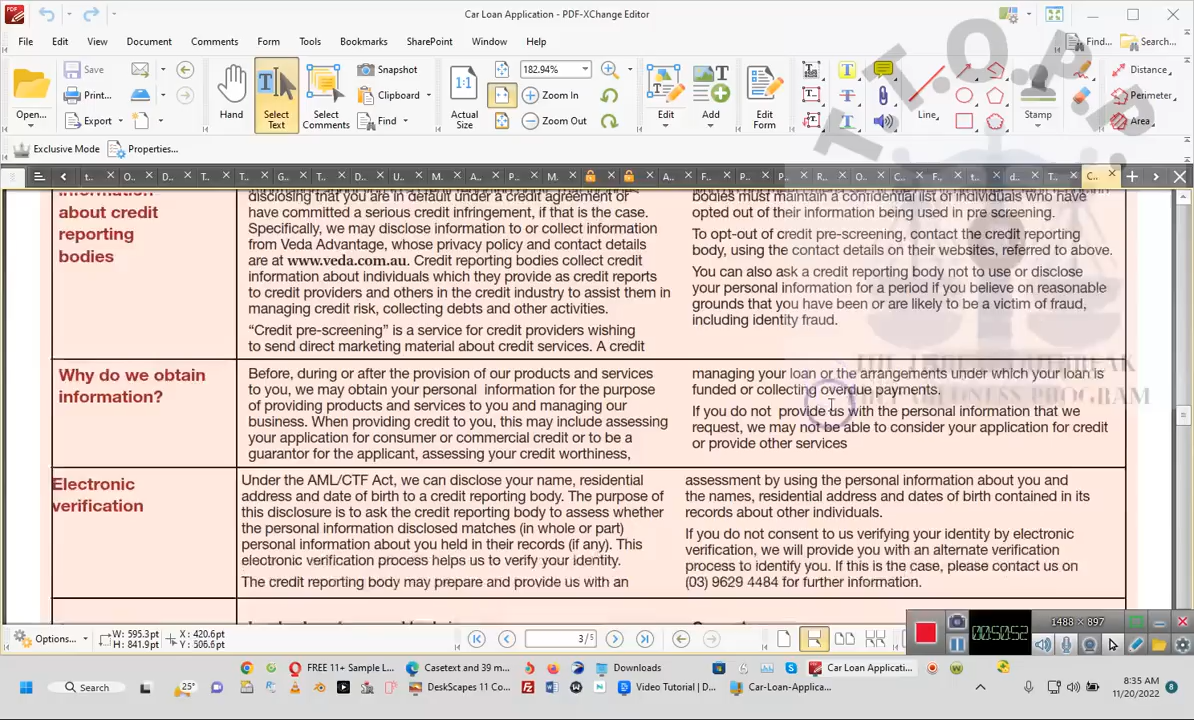 Car Loan Application - PDF-XChange Editor
File Edit View Document Comments Form Tools Bookmarks SharePoint Window Help
Find... Search...
Open...
Save
Print...
Export
Hand
Select Text
Select Comments
Snapshot
Clipboard
Find
1:1
Actual Size
182.94%
Zoom In
Zoom Out
Edit
Add
Edit Form
Line
Stamp
Distance
Perimeter
Area
Exclusive Mode Properties...
T.T.O.B.P.
information
about credit
reporting
bodies
disclosing that you are in default under a credit agreement or
have committed a serious credit infringement, if that is the case.
Specifically, we may disclose information to or collect information
from Veda Advantage, whose privacy policy and contact details
are at www.veda.com.au. Credit reporting bodies collect credit
information about individuals which they provide as credit reports
to credit providers and others in the credit industry to assist them in
managing credit risk, collecting debts and other activities.
“Credit pre-screening” is a service for credit providers wishing
to send direct marketing material about credit services. A credit
bodies must maintain a confidential list of individuals who have
opted out of their information being used in pre screening.
To opt-out of credit pre-screening, contact the credit reporting
body, using the contact details on their websites, referred to above.
You can also ask a credit reporting body not to use or disclose
your personal information for a period if you believe on reasonable
grounds that you have been or are likely to be a victim of fraud,
including identity fraud.
Why do we obtain
information?
Before, during or after the provision of our products and services
to you, we may obtain your personal information for the purpose
of providing products and services to you and managing our
business. When providing credit to you, this may include assessing
your application for consumer or commercial credit or to be a
guarantor for the applicant, assessing your credit worthiness,
managing your loan or the arrangements under which your loan is
funded or collecting overdue payments.
If you do not provide us with the personal information that we
request, we may not be able to consider your application for credit
or provide other services
Electronic
verification
Under the AML/CTF Act, we can disclose your name, residential
address and date of birth to a credit reporting body. The purpose of
this disclosure is to ask the credit reporting body to assess whether
the personal information disclosed matches (in whole or part)
personal information about you held in their records (if any). This
electronic verification process helps us to verify your identity.
The credit reporting body may prepare and provide us with an
assessment by using the personal information about you and
the names, residential address and dates of birth contained in its
records about other individuals.
If you do not consent to us verifying your identity by electronic
verification, we will provide you with an alternate verification
process to identify you. If this is the case, please contact us on
(03) 9629 4484 for further information.
Options...
W: 595.3pt
H: 841.9pt
X: 420.6pt
Y: 506.6pt
3/5
1488 × 897
00:50:52
FREE 11+ Sample L...
Casetext and 39 m...
Downloads
Car Loan Applicati...
Search
25°
DeskScapes 11 Co...
Video Tutorial | D...
Car-Loan-Applica...
8:35 AM
11/20/2022
8